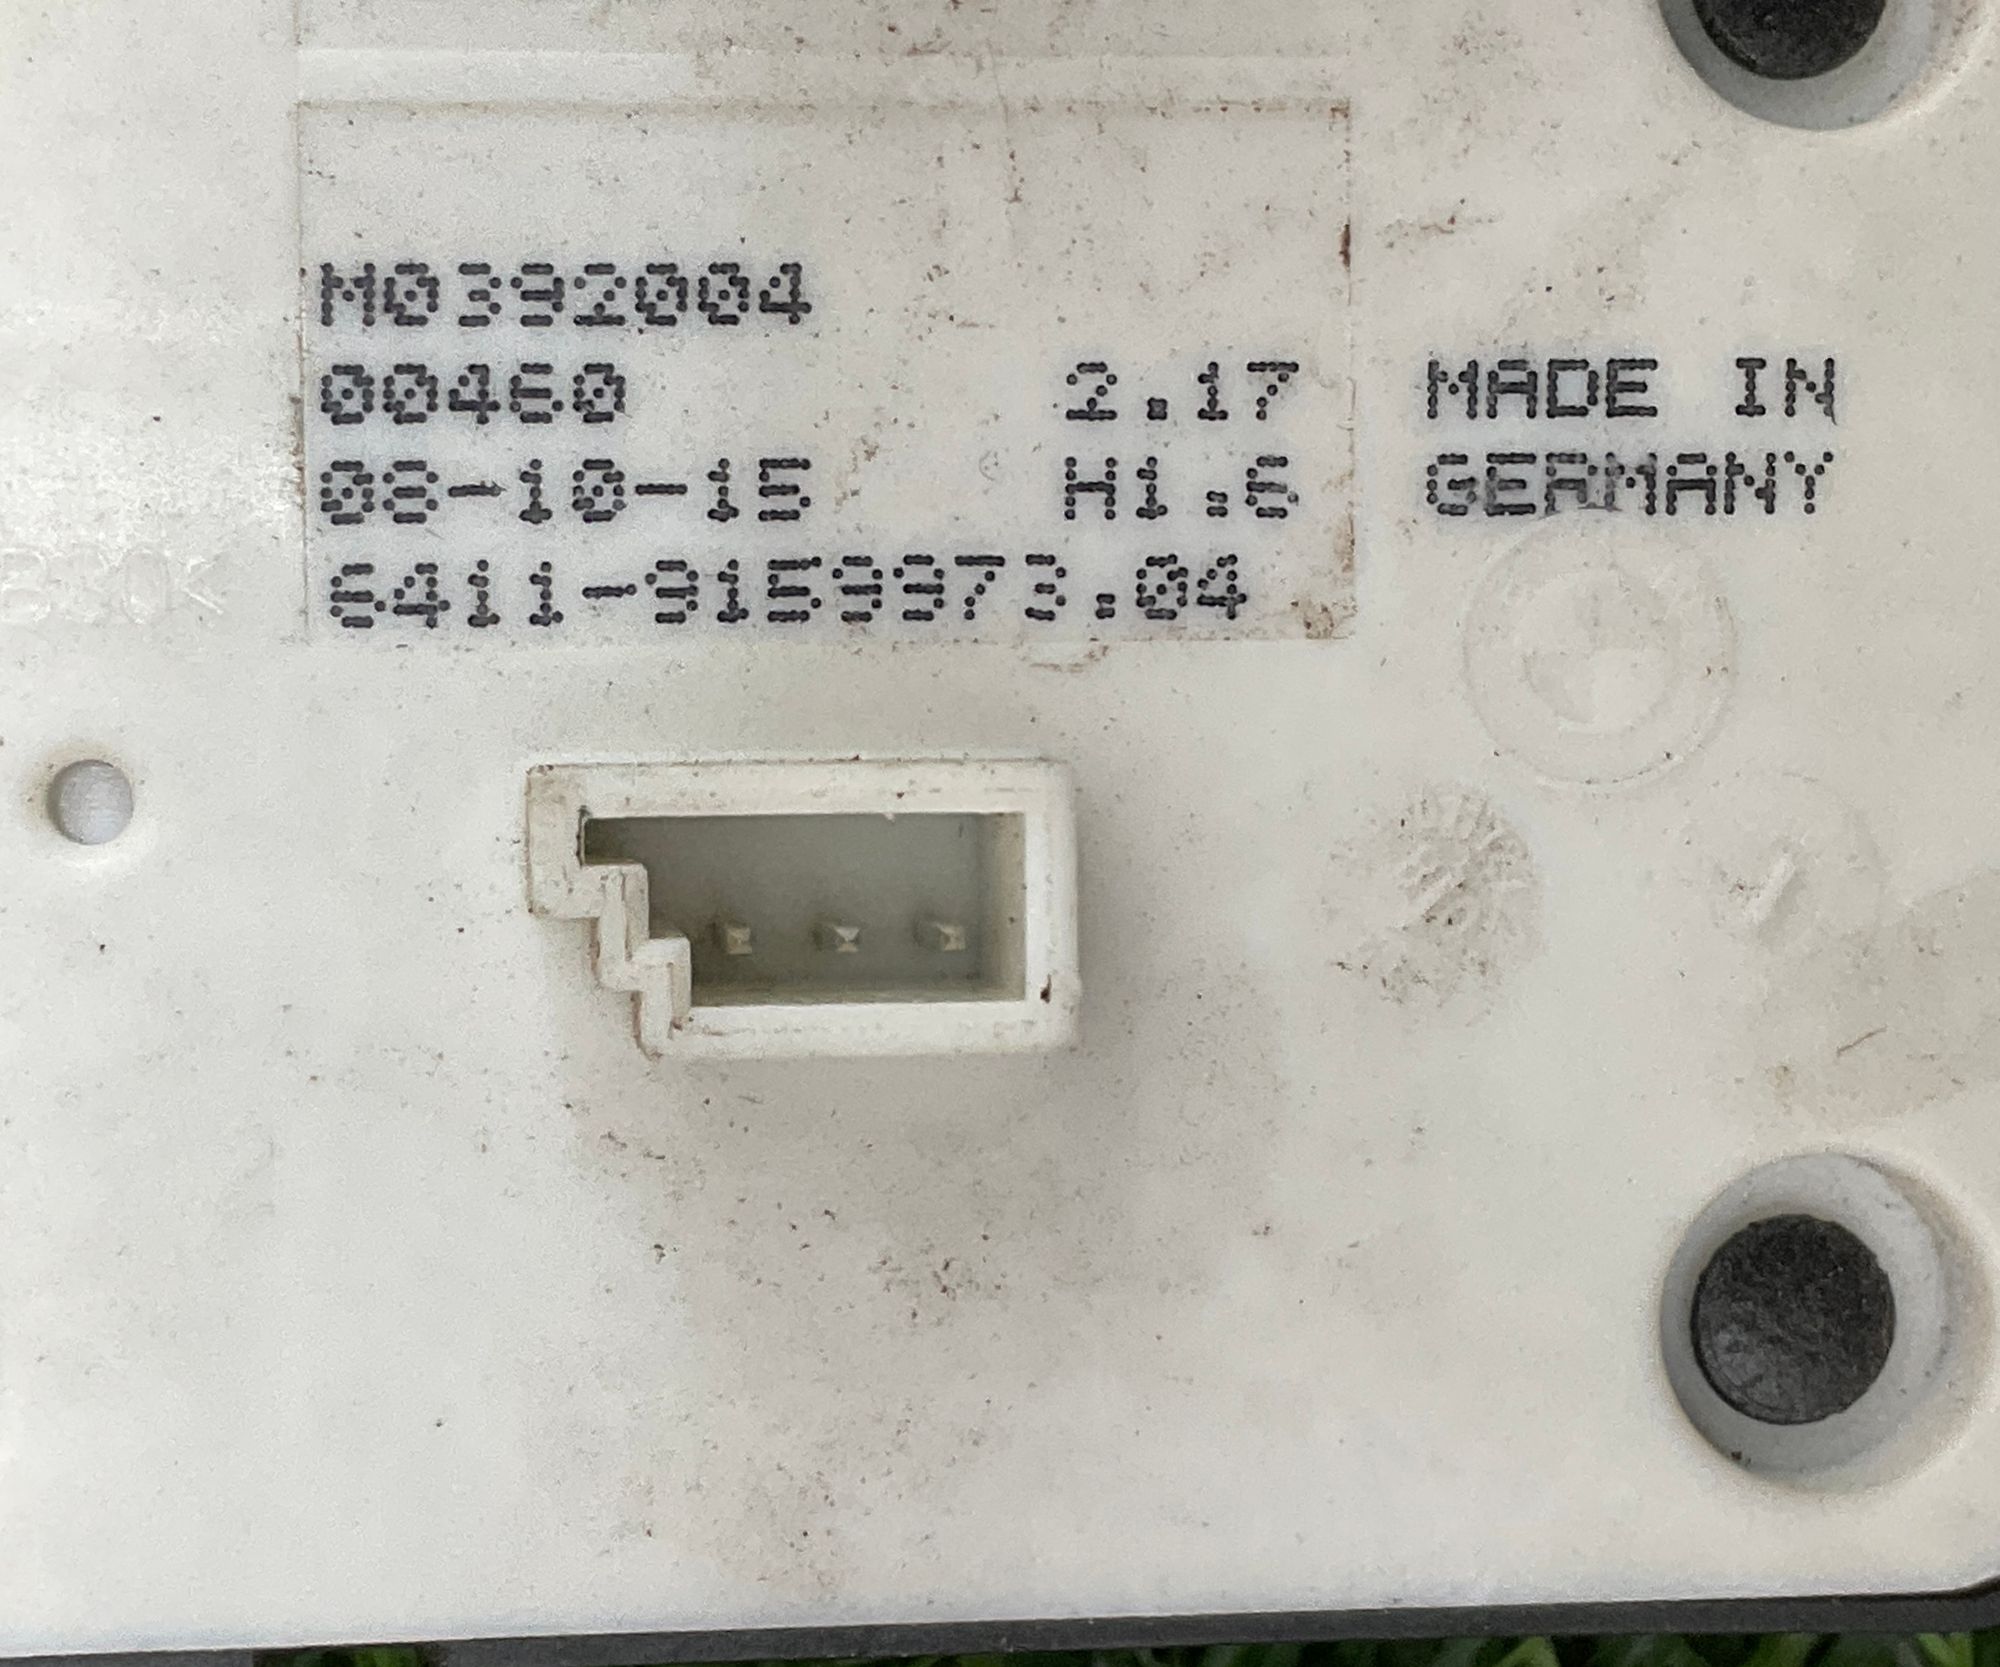 M0392004
00460 2.17
08-10-15 H1.6
6411-9159973.04
MADE IN
GERMANY